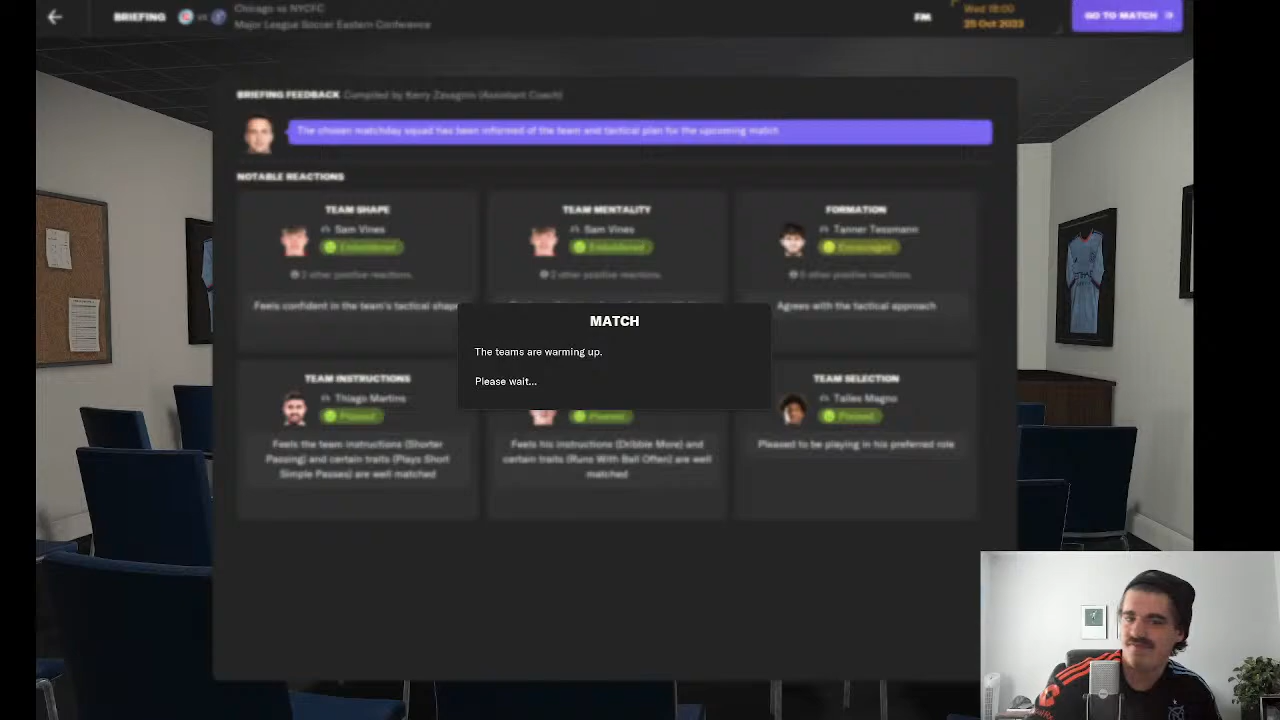 BRIEFING
vs
Chicago vs NYCFC
Major League Soccer Eastern Conference
FM
Wed 18:00
25 Oct 2023
GO TO MATCH
BRIEFING FEEDBACK Compiled by Kerry Zavagnin (Assistant Coach)
The chosen matchday squad has been informed of the team and tactical plan for the upcoming match
NOTABLE REACTIONS
TEAM SHAPE
Sam Vines
Emboldened
2 other positive reactions.
Feels confident in the team's tactical shape
TEAM MENTALITY
Sam Vines
Emboldened
2 other positive reactions.
FORMATION
Tanner Tessmann
Encouraged
other positive reactions.
Agrees with the tactical approach
MATCH
The teams are warming up.
Please wait...
TEAM INSTRUCTIONS
Thiago Martins
Pleased
Feels the team instructions (Shorter
Passing) and certain traits (Plays Short
Simple Passes) are well matched
Pleased
Feels his instructions (Dribble More) and
certain traits (Runs With Ball Often) are well
matched
TEAM SELECTION
Talles Magno
Pleased
Pleased to be playing in his preferred role